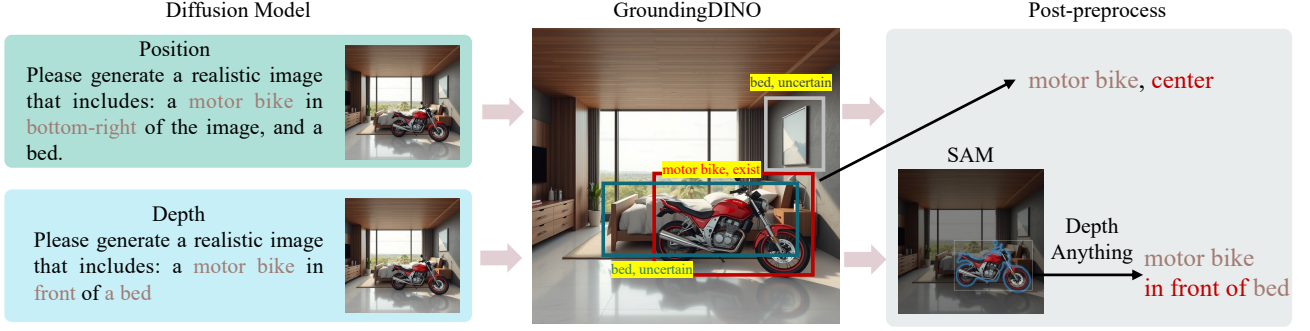 Diffusion Model
Position
Please generate a realistic image
that includes: a motor bike in
bottom-right of the image, and a
bed.
Depth
Please generate a realistic image
that includes: a motor bike in
front of a bed
GroundingDINO
bed, uncertain
motor bike, exist
bed, uncertain
Post-preprocess
motor bike, center
SAM
Depth
Anything
motor bike
in front of bed